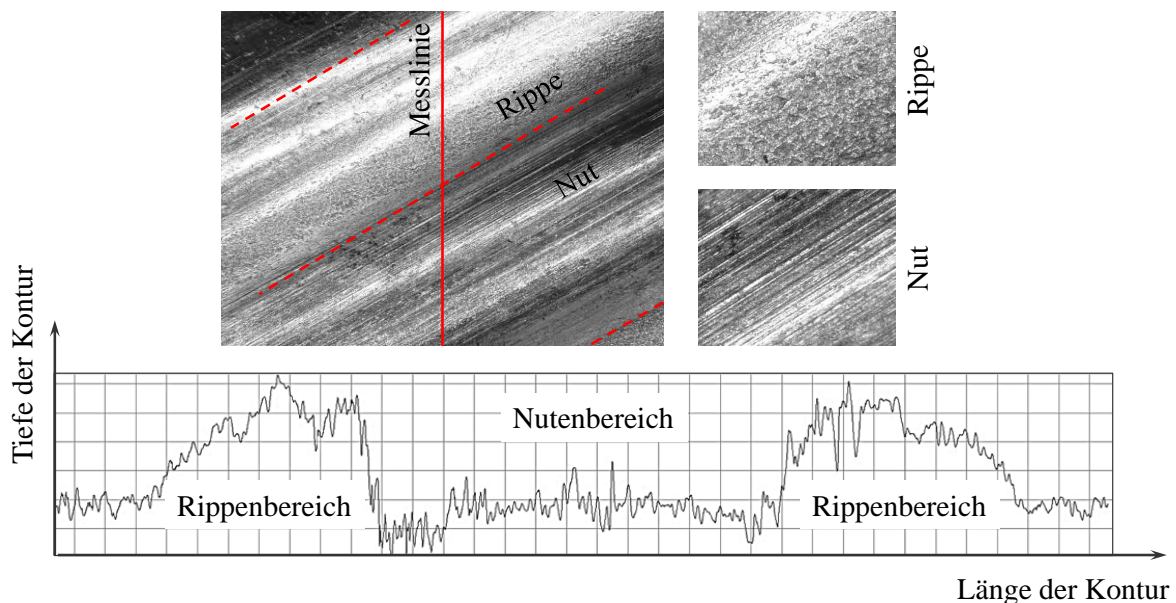 Messlinie
Rippe
Nut
Rippe
Nut
Tiefe der Kontur
Nutenbereich
Rippenbereich
Rippenbereich
Länge der Kontur